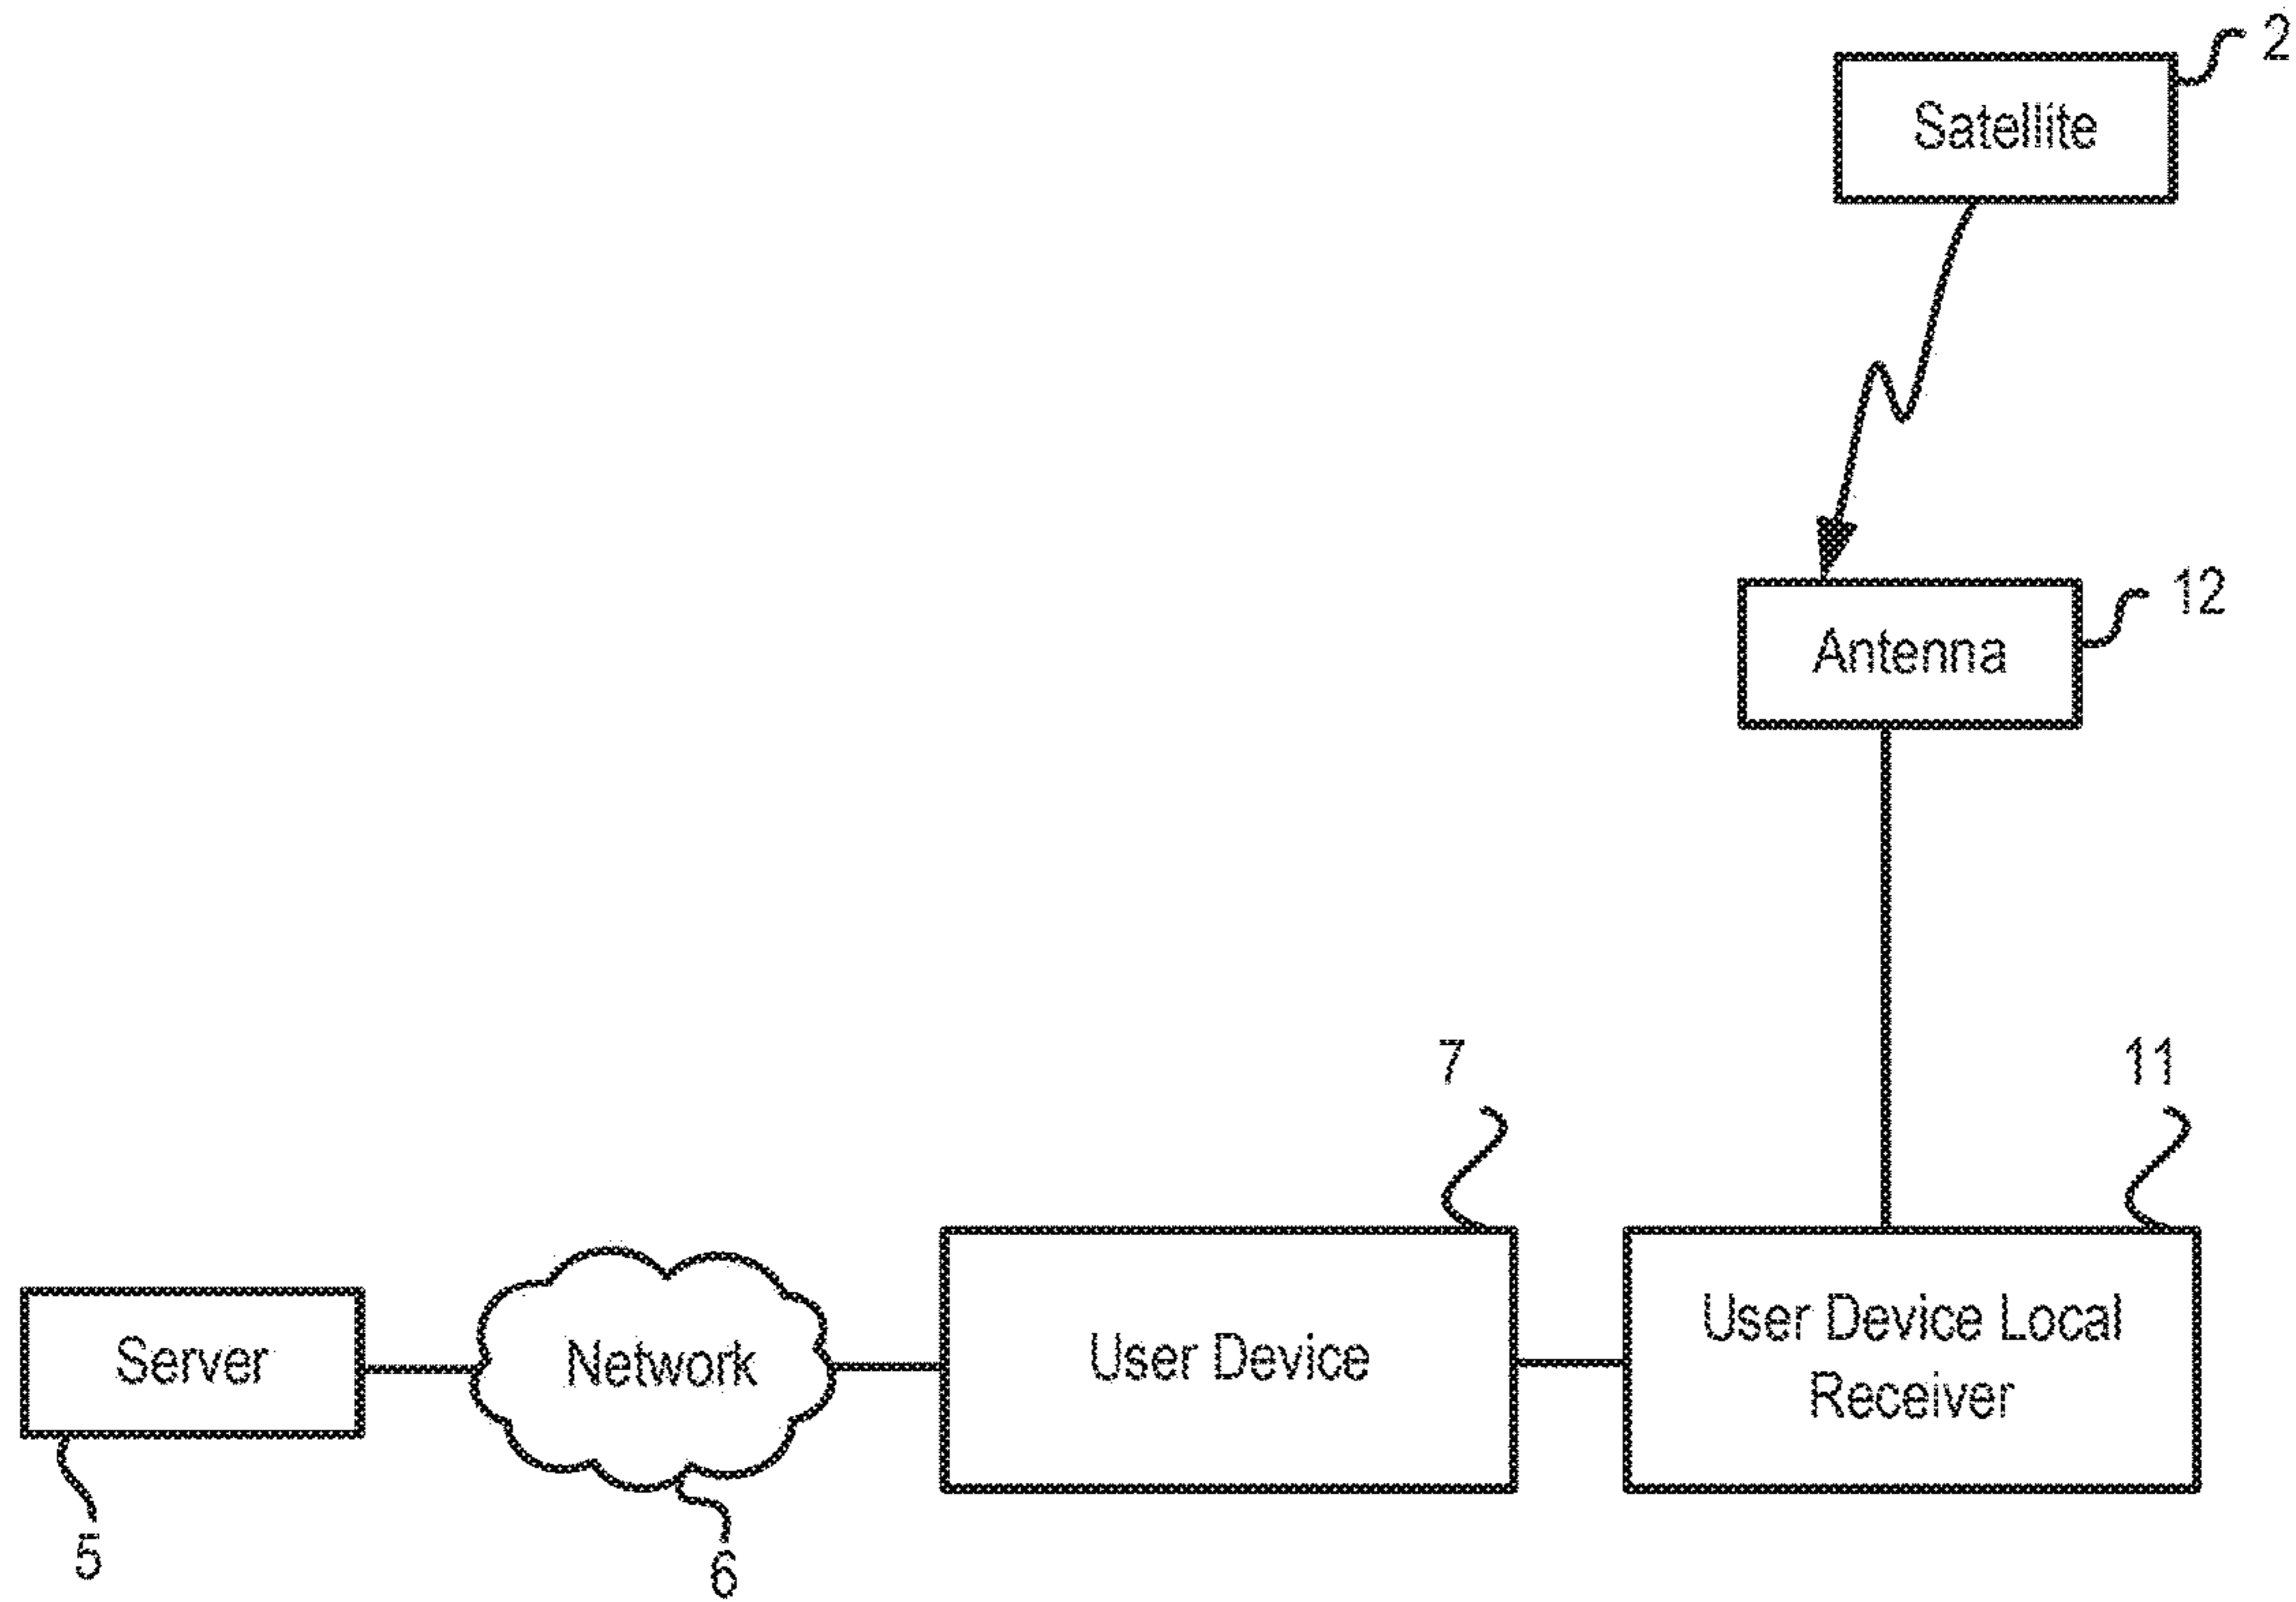 2
Satellite
12
Antenna
7
11
Server
Network
User Device
User Device Local
Receiver
5
6